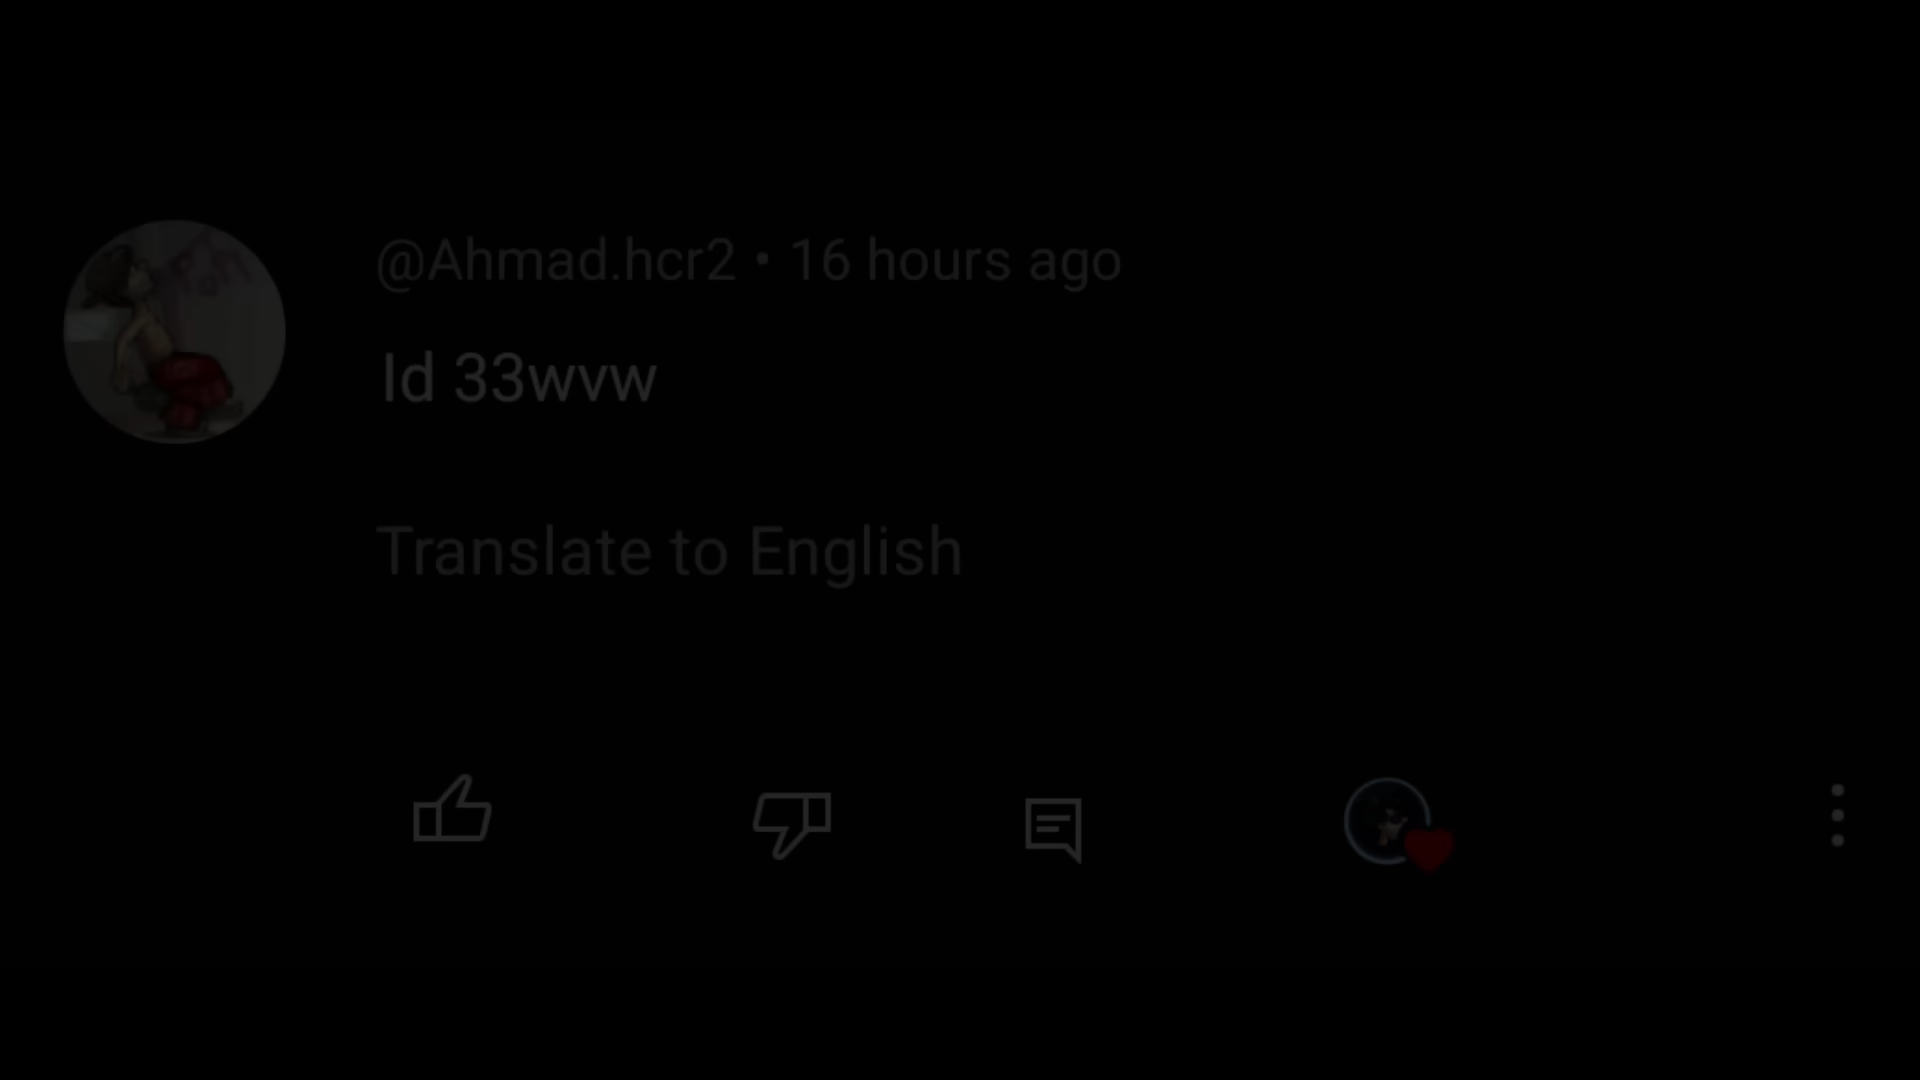 @Ahmad.hcr2 • 16 hours ago
Id 33wvw
Translate to English